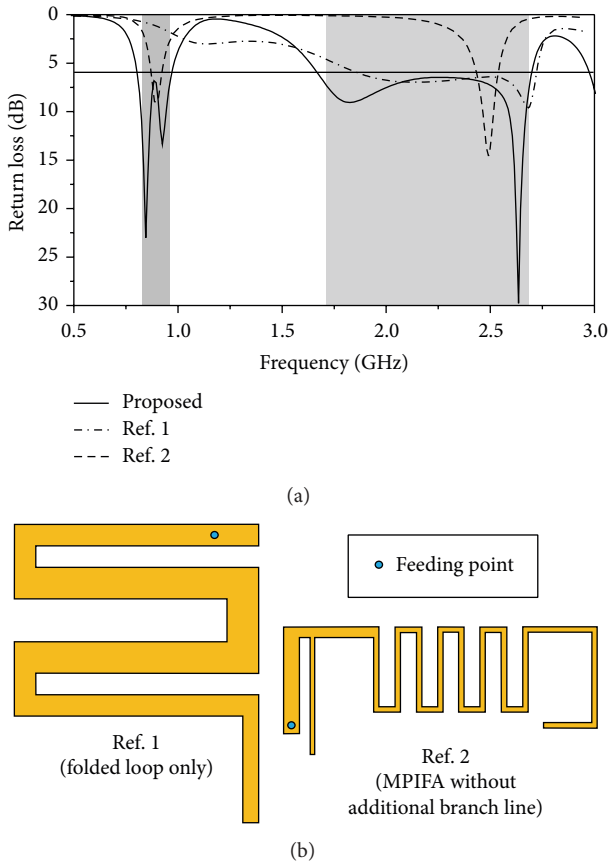 0
5
10
15
20
25
30
Return loss (dB)
0.5 1.0 1.5 2.0 2.5 3.0
Frequency (GHz)
Proposed
Ref. 1
Ref. 2
(a)
Feeding point
Ref. 1
(folded loop only)
Ref. 2
(MPIFA without
additional branch line)
(b)